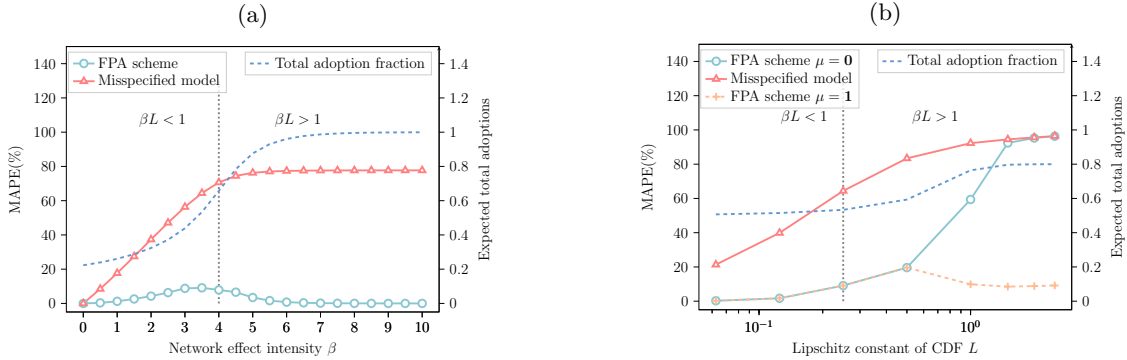 (a)
FPA scheme
Misspecified model
Total adoption fraction
βL < 1
βL > 1
MAPE(%)
140
120
100
80
60
40
20
0
Expected total adoptions
1.4
1.2
1
0.8
0.6
0.4
0.2
0
0 1 2 3 4 5 6 7 8 9 10
Network effect intensity β
(b)
FPA scheme μ = 0
Misspecified model
FPA scheme μ = 1
Total adoption fraction
βL < 1
βL > 1
MAPE(%)
140
120
100
80
60
40
20
0
Expected total adoptions
1.4
1.2
1
0.8
0.6
0.4
0.2
0
10⁻¹ 10⁰
Lipschitz constant of CDF L